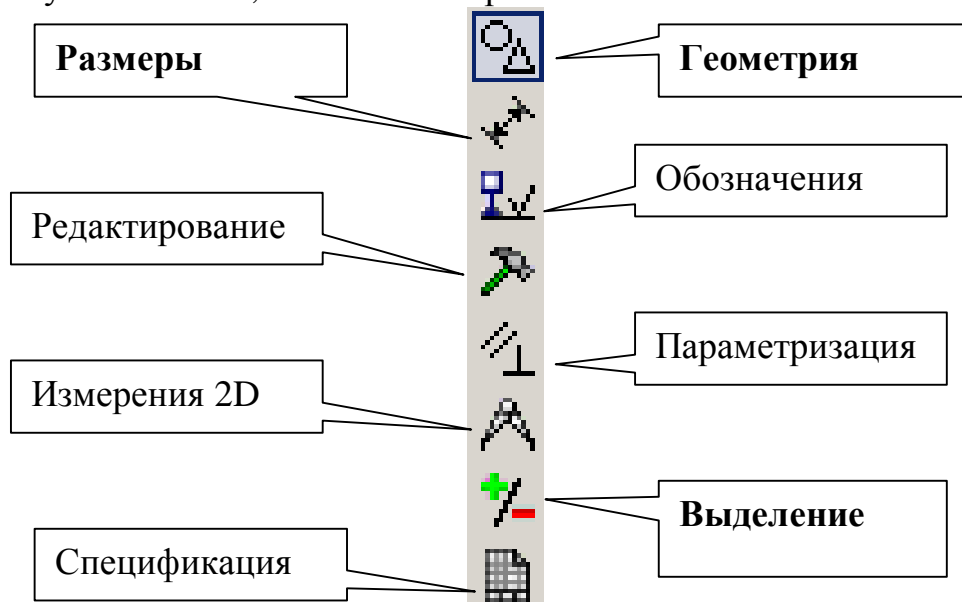 Размеры
Геометрия
Обозначения
Редактирование
Параметризация
Измерения 2D
Выделение
Спецификация